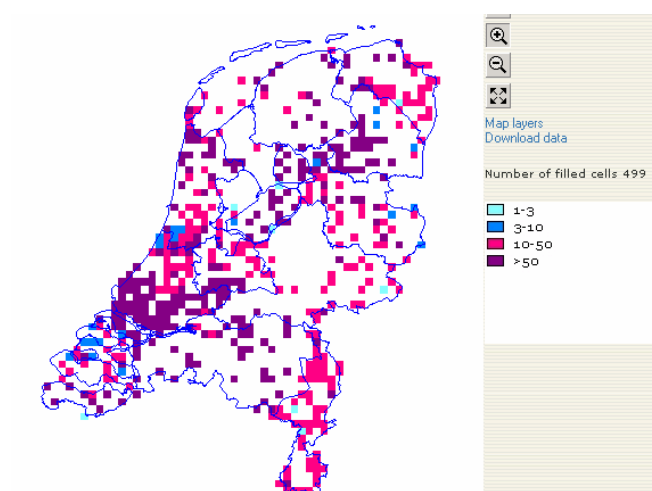 Map layers
Download data
Number of filled cells 499
1-3
3-10
10-50
>50